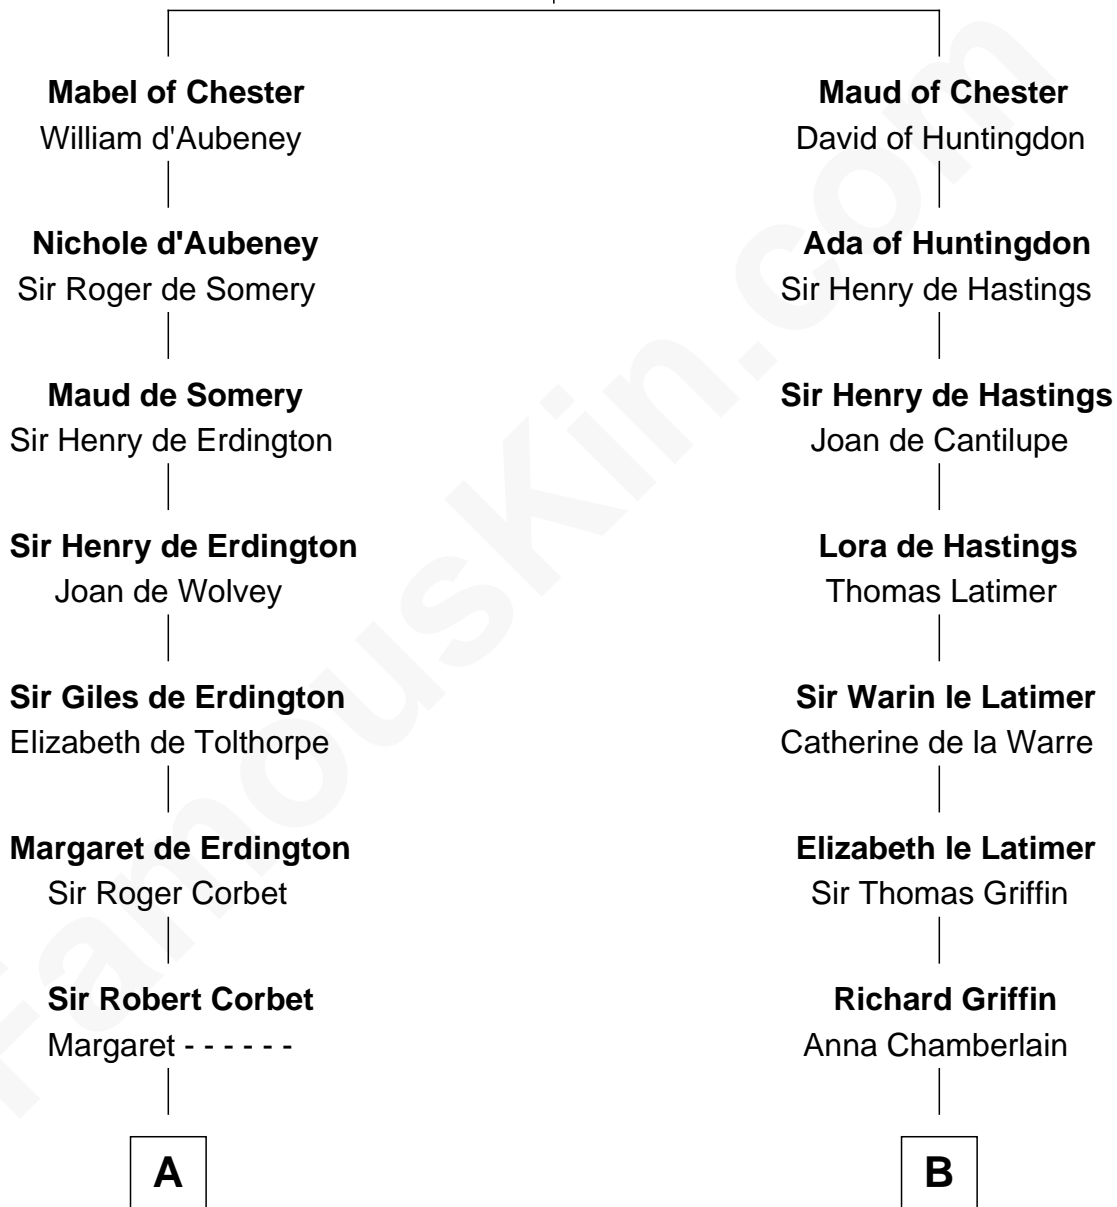 Mabel of Chester
William d'Aubeney
Nichole d'Aubeney
Sir Roger de Somery
Maud de Somery
Sir Henry de Erdington
Sir Henry de Erdington
Joan de Wolvey
Sir Giles de Erdington
Elizabeth de Tolthorpe
Margaret de Erdington
Sir Roger Corbet
Sir Robert Corbet
Margaret - - - - - -
A
Maud of Chester
David of Huntingdon
Ada of Huntingdon
Sir Henry de Hastings
Sir Henry de Hastings
Joan de Cantilupe
Lora de Hastings
Thomas Latimer
Sir Warin le Latimer
Catherine de la Warre
Elizabeth le Latimer
Sir Thomas Griffin
Richard Griffin
Anna Chamberlain
B
FamousKin.com